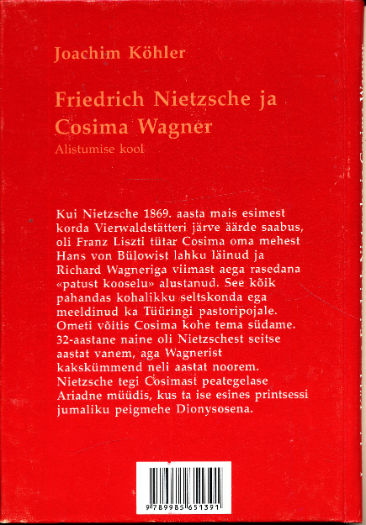 Joachim Köhler
Friedrich Nietzsche ja
Cosima Wagner
Alistumise kool
Kui Nietzsche 1869. aasta mais esimest
korda Vierwaldstätteri järve äärde saabus,
oli Franz Liszti tütar Cosima oma mehest
Hans von Bülowist lahku läinud ja
Richard Wagneriga viimast aega rasedana
«patust kooselu» alustanud. See kõik
pahandas kohalikku seltskonda ega
meeldinud ka Tüüringi pastoripojale.
Ometi võitis Cosima kohe tema südame.
32-aastane naine oli Nietzschest seitse
aastat vanem, aga Wagnerist
kakskümmend neli aastat noorem.
Nietzsche tegi Cosimast peategelase
Ariadne müüdis, kus ta ise esines printsessi
jumaliku peigmehe Dionysosena.
9789985651391